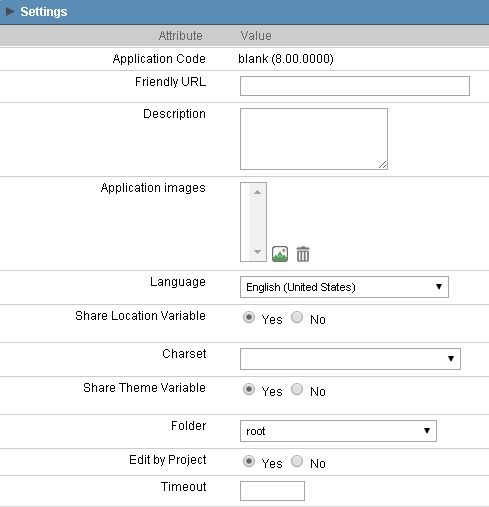 Settings
Attribute Value
Application Code blank (8.00.0000)
Friendly URL
Description
Application images
Language English (United States)
Share Location Variable Yes No
Charset
Share Theme Variable Yes No
Folder root
Edit by Project Yes No
Timeout